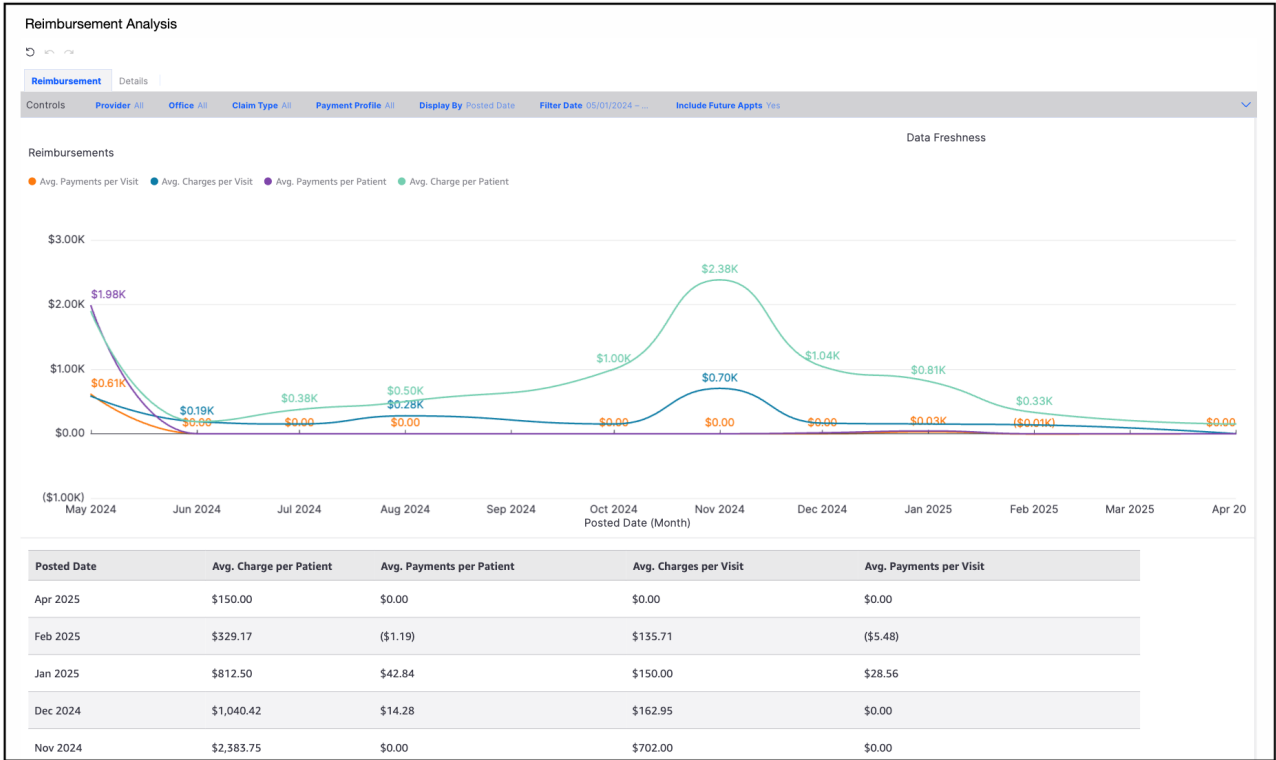 Reimbursement Analysis
Reimbursement Details
Controls Provider All Office All Claim Type All Payment Profile All Display By Posted Date Filter Date 05/01/2024 – ... Include Future Appts Yes
Data Freshness
Reimbursements
Avg. Payments per Visit Avg. Charges per Visit Avg. Payments per Patient Avg. Charge per Patient
$3.00K
$2.38K
$1.98K
$2.00K
$1.00K $1.04K
$1.00K $0.81K
$0.61K $0.70K
$0.38K $0.50K
$0.19K $0.28K $0.33K
$0.00 $0.00 $0.00 $0.00 $0.00 $0.00 $0.03K ($0.01K) $0.00
$0.00
($1.00K)
May 2024 Jun 2024 Jul 2024 Aug 2024 Sep 2024 Oct 2024 Nov 2024 Dec 2024 Jan 2025 Feb 2025 Mar 2025 Apr 20
Posted Date (Month)
Posted Date Avg. Charge per Patient Avg. Payments per Patient Avg. Charges per Visit Avg. Payments per Visit
Apr 2025 $150.00 $0.00 $0.00 $0.00
Feb 2025 $329.17 ($1.19) $135.71 ($5.48)
Jan 2025 $812.50 $42.84 $150.00 $28.56
Dec 2024 $1,040.42 $14.28 $162.95 $0.00
Nov 2024 $2,383.75 $0.00 $702.00 $0.00